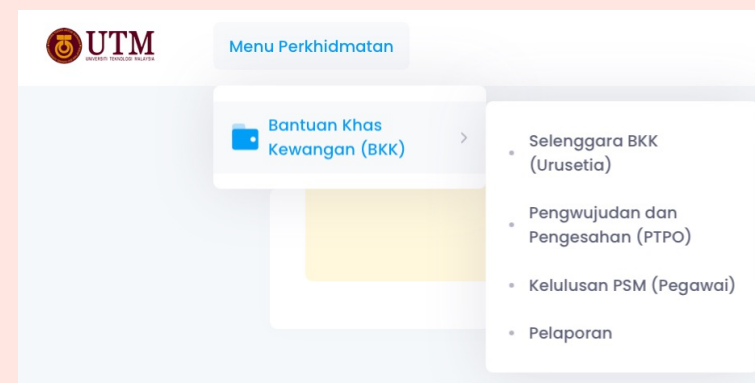 UTM
UNIVERSITI TEKNOLOGI MALAYSIA
Menu Perkhidmatan
Bantuan Khas
Kewangan (BKK)
Selenggara BKK
(Urusetia)
Pengwujudan dan
Pengesahan (PTPO)
Kelulusan PSM (Pegawai)
Pelaporan